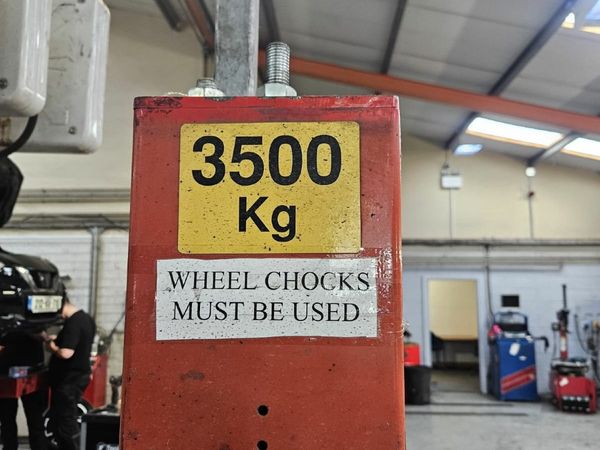 3500
Kg
WHEEL CHOCKS
MUST BE USED